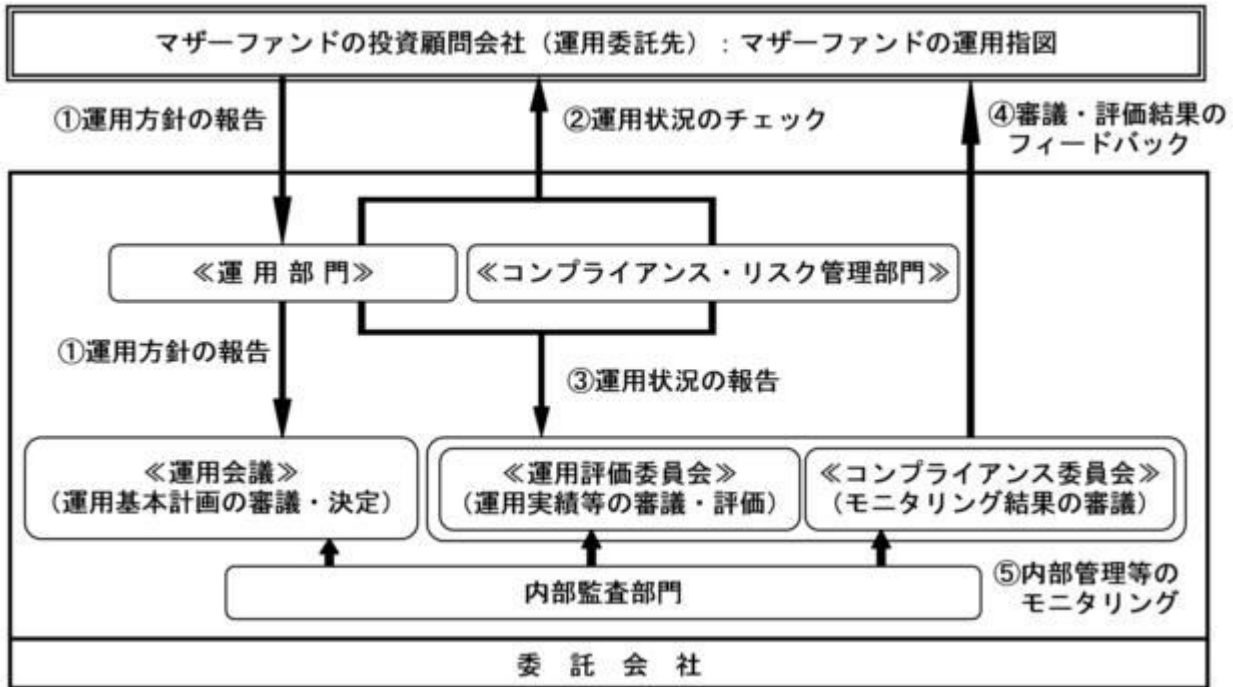 マザーファンドの投資顧問会社（運用委託先）：マザーファンドの運用指図
①運用方針の報告
②運用状況のチェック
④審議・評価結果の
フィードバック
≪運 用 部 門≫
≪コンプライアンス・リスク管理部門≫
①運用方針の報告
③運用状況の報告
≪運用会議≫
（運用基本計画の審議・決定）
≪運用評価委員会≫
（運用実績等の審議・評価）
≪コンプライアンス委員会≫
（モニタリング結果の審議）
内部監査部門
⑤内部管理等の
モニタリング
委 託 会 社